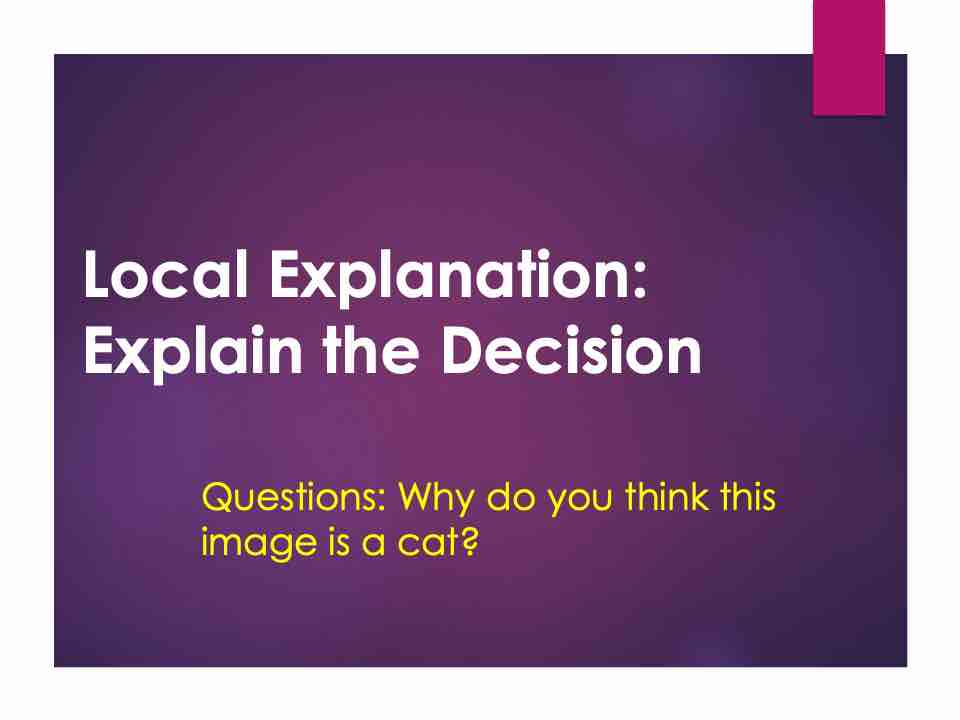 Local Explanation:
Explain the Decision
Questions: Why do you think this
image is a cat?